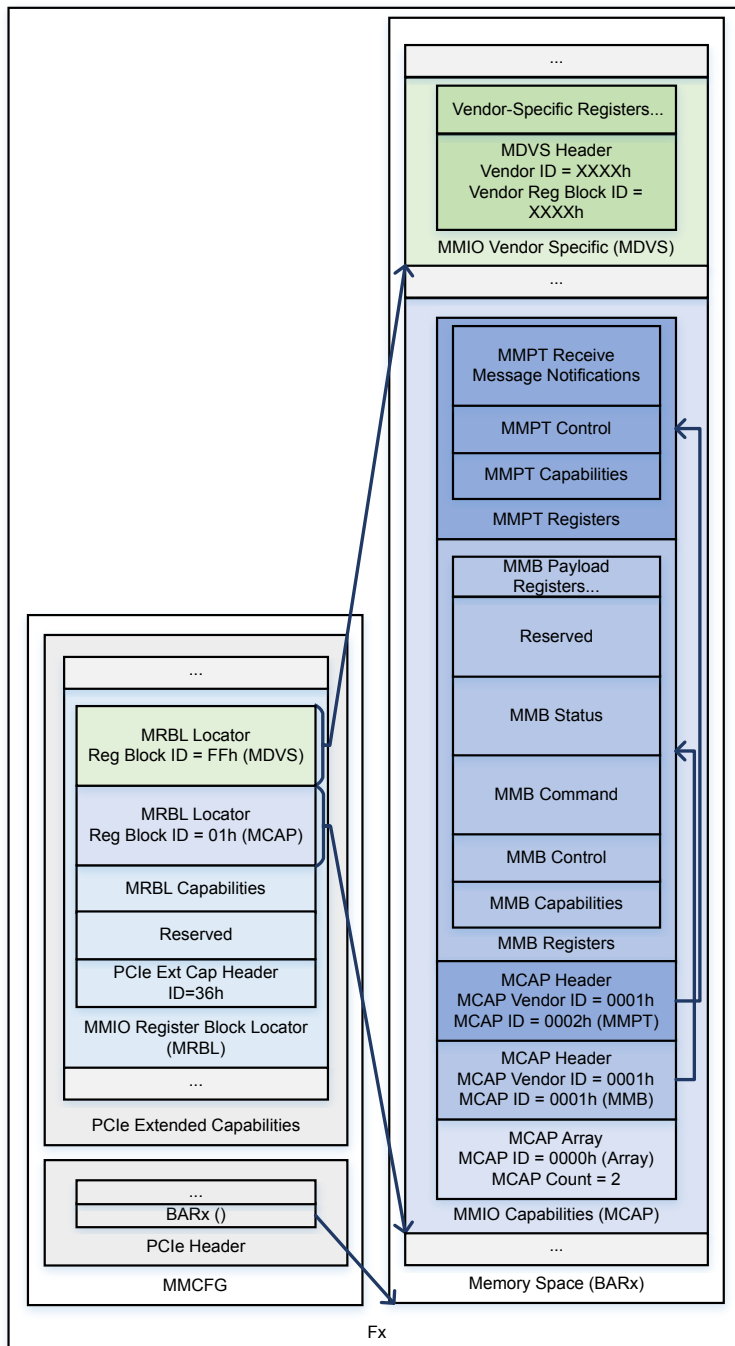 ...
Vendor-Specific Registers...
MDVS Header
Vendor ID = XXXXh
Vendor Reg Block ID =
XXXXh
MMIO Vendor Specific (MDVS)
...
MMPT Receive
Message Notifications
MMPT Control
MMPT Capabilities
MMPT Registers
MMB Payload
Registers...
Reserved
MMB Status
MMB Command
MMB Control
MMB Capabilities
MMB Registers
MCAP Header
MCAP Vendor ID = 0001h
MCAP ID = 0002h (MMPT)
MCAP Header
MCAP Vendor ID = 0001h
MCAP ID = 0001h (MMB)
MCAP Array
MCAP ID = 0000h (Array)
MCAP Count = 2
MMIO Capabilities (MCAP)
...
Memory Space (BARx)
...
MRBL Locator
Reg Block ID = FFh (MDVS)
MRBL Locator
Reg Block ID = 01h (MCAP)
MRBL Capabilities
Reserved
PCIe Ext Cap Header
ID=36h
MMIO Register Block Locator
(MRBL)
...
PCIe Extended Capabilities
...
BARx ()
PCIe Header
MMCFG
Fx